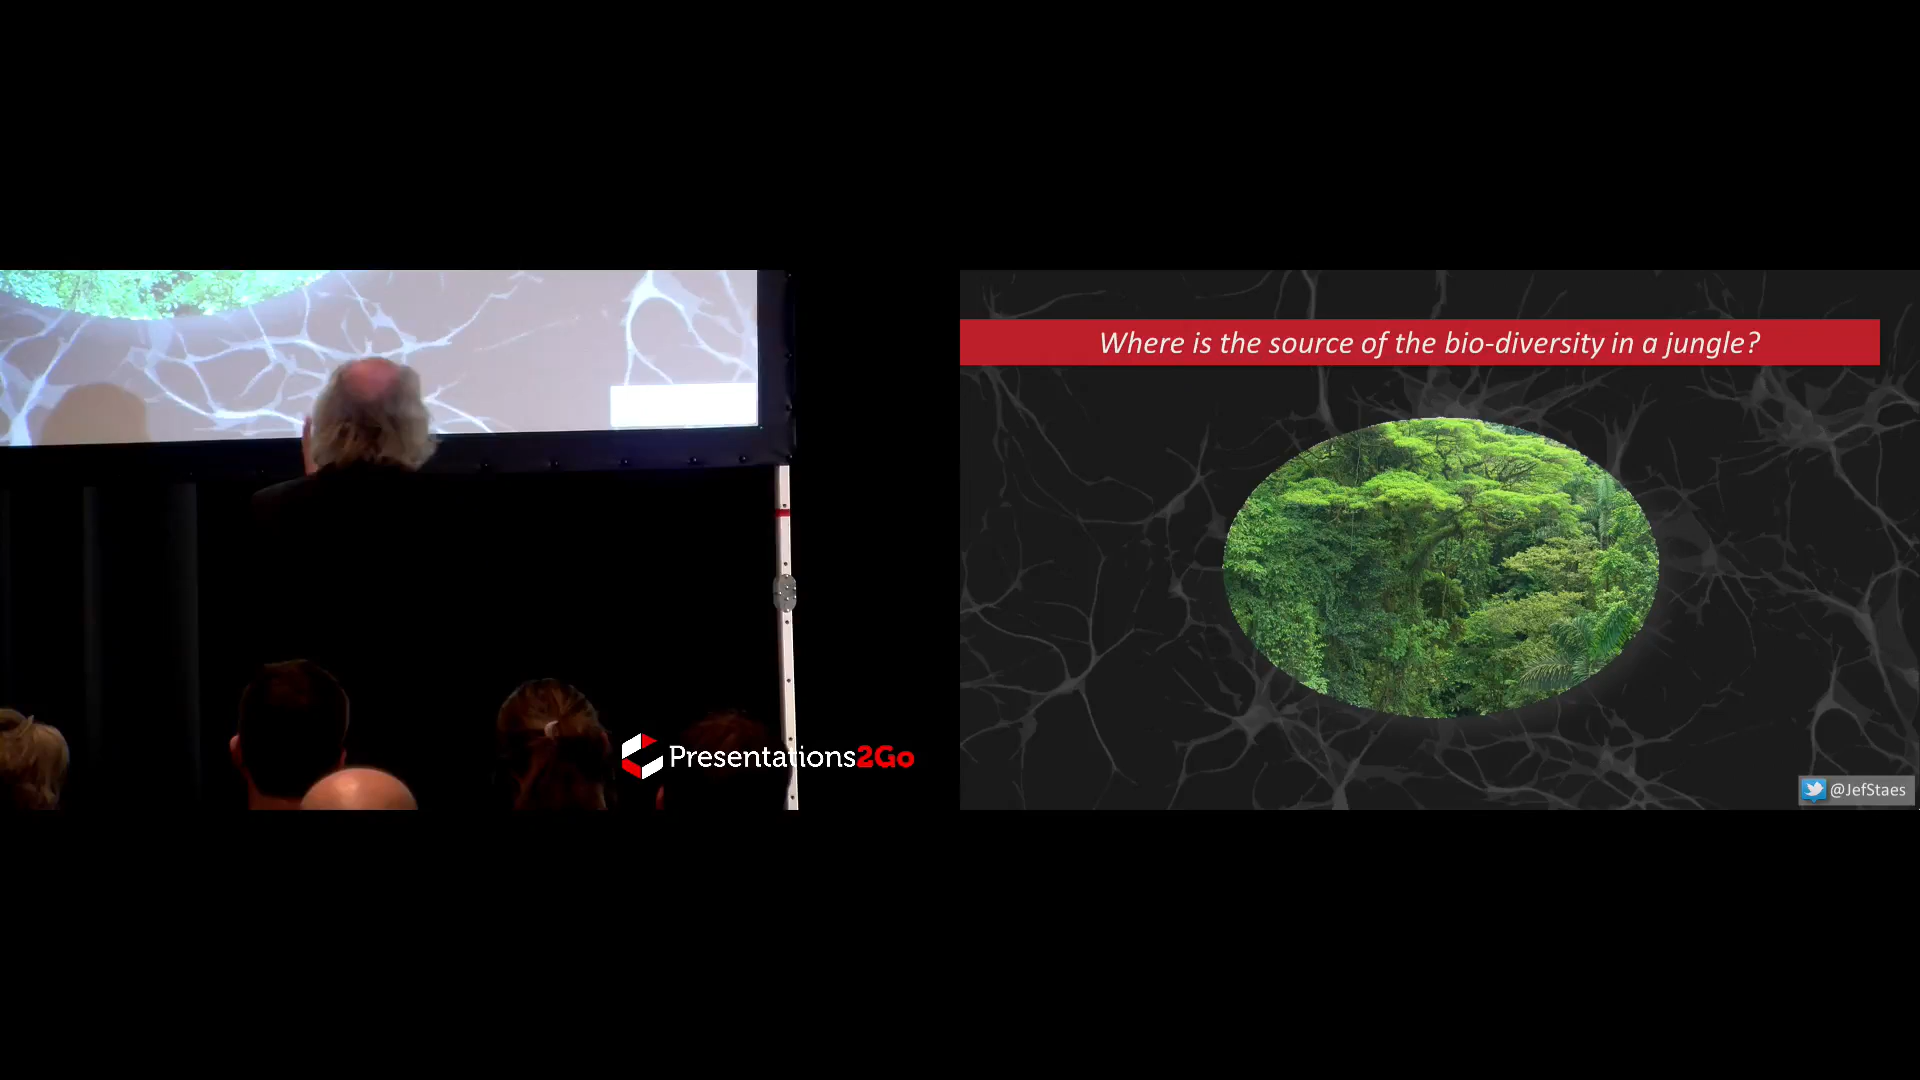 Where is the source of the bio-diversity in a jungle?
Presentations2Go
@JefStaes